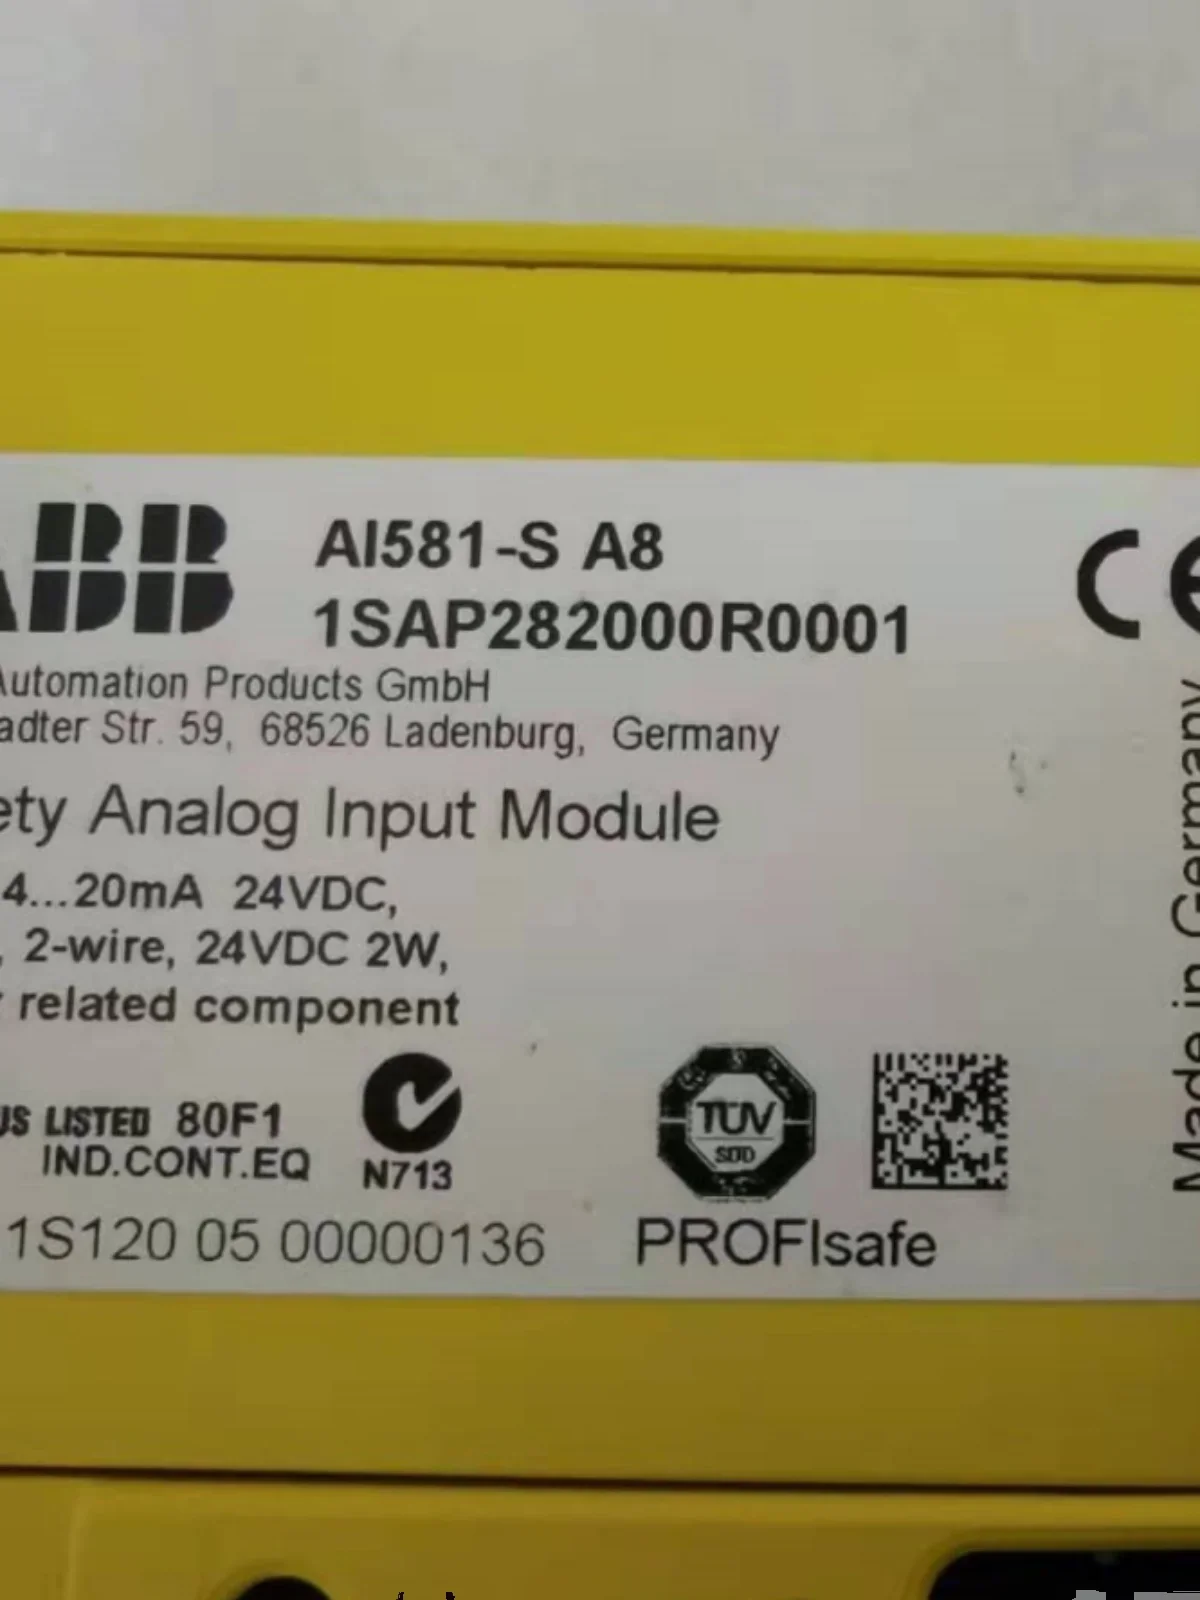 ABB
AI581-S A8
1SAP282000R0001
CE
Automation Products GmbH
adter Str. 59, 68526 Ladenburg, Germany
ety Analog Input Module
4...20mA 24VDC,
, 2-wire, 24VDC 2W,
related component
US LISTED 80F1
IND.CONT.EQ
N713
TÜV
SÜD
1S120 05 00000136
PROFIsafe
Made in Germany